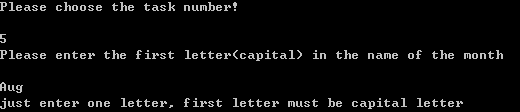 Please choose the task number!
5
Please enter the first letter(capital) in the name of the month
Aug
just enter one letter, first letter must be capital letter